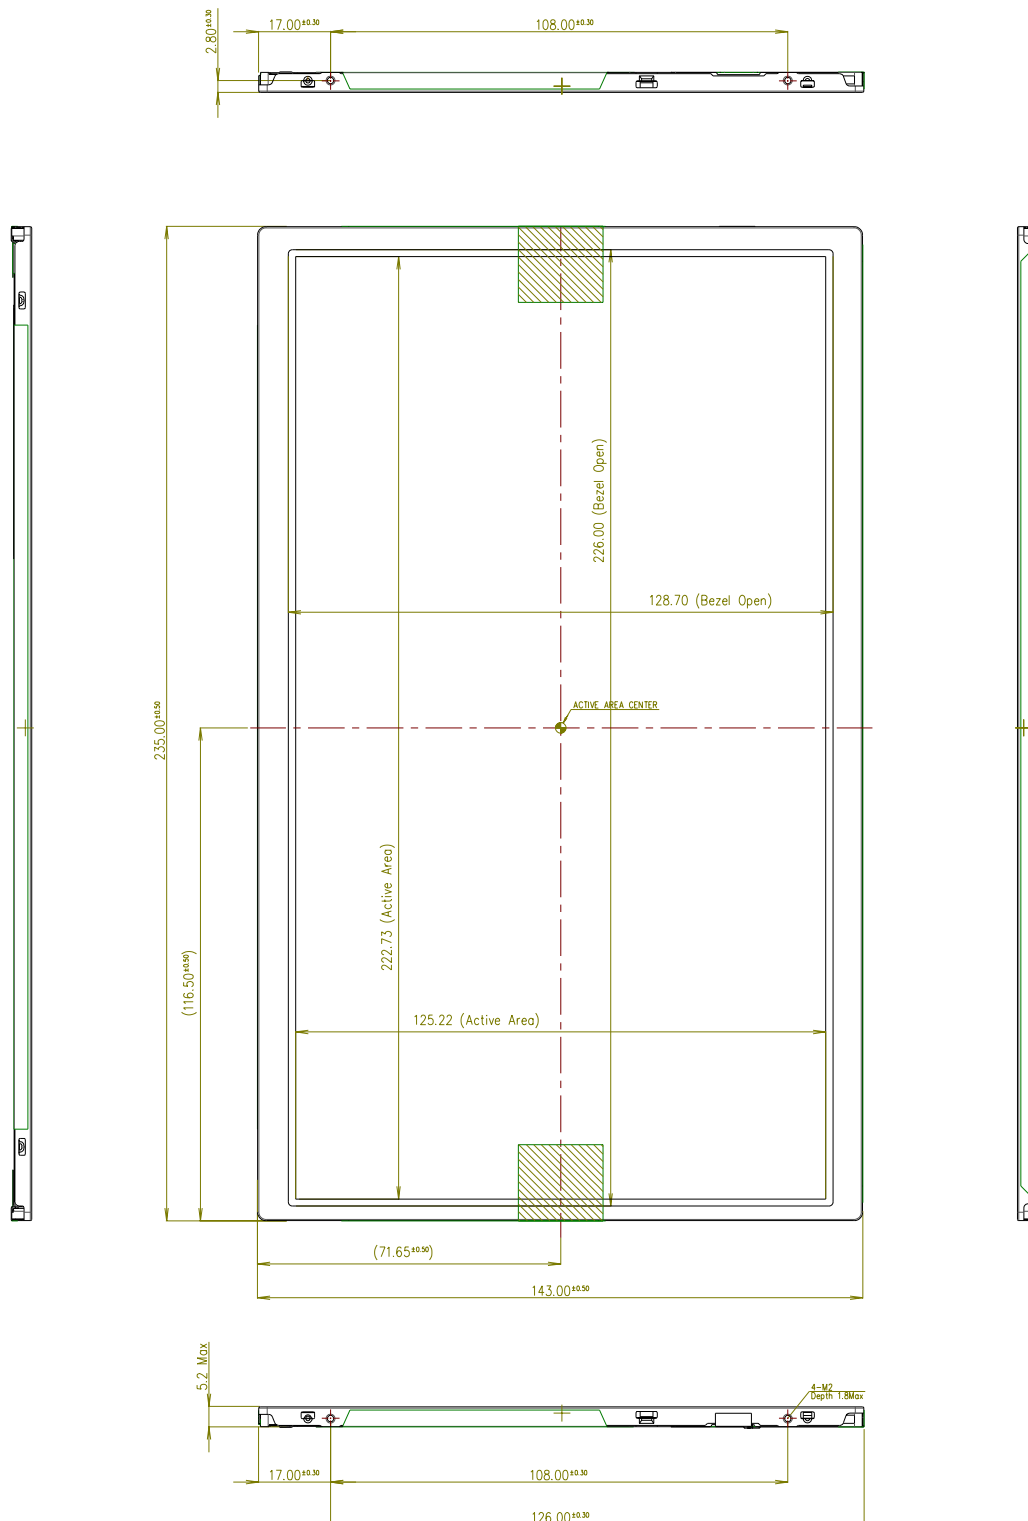 17.00±0.30
108.00±0.30
2.80±0.30
226.00 (Bezel Open)
128.70 (Bezel Open)
ACTIVE AREA CENTER
235.00±0.50
222.73 (Active Area)
(116.50±0.50)
125.22 (Active Area)
(71.65±0.50)
143.00±0.50
5.2 Max
4-M2
Depth 1.8Max
17.00±0.30
108.00±0.30
126.00±0.30